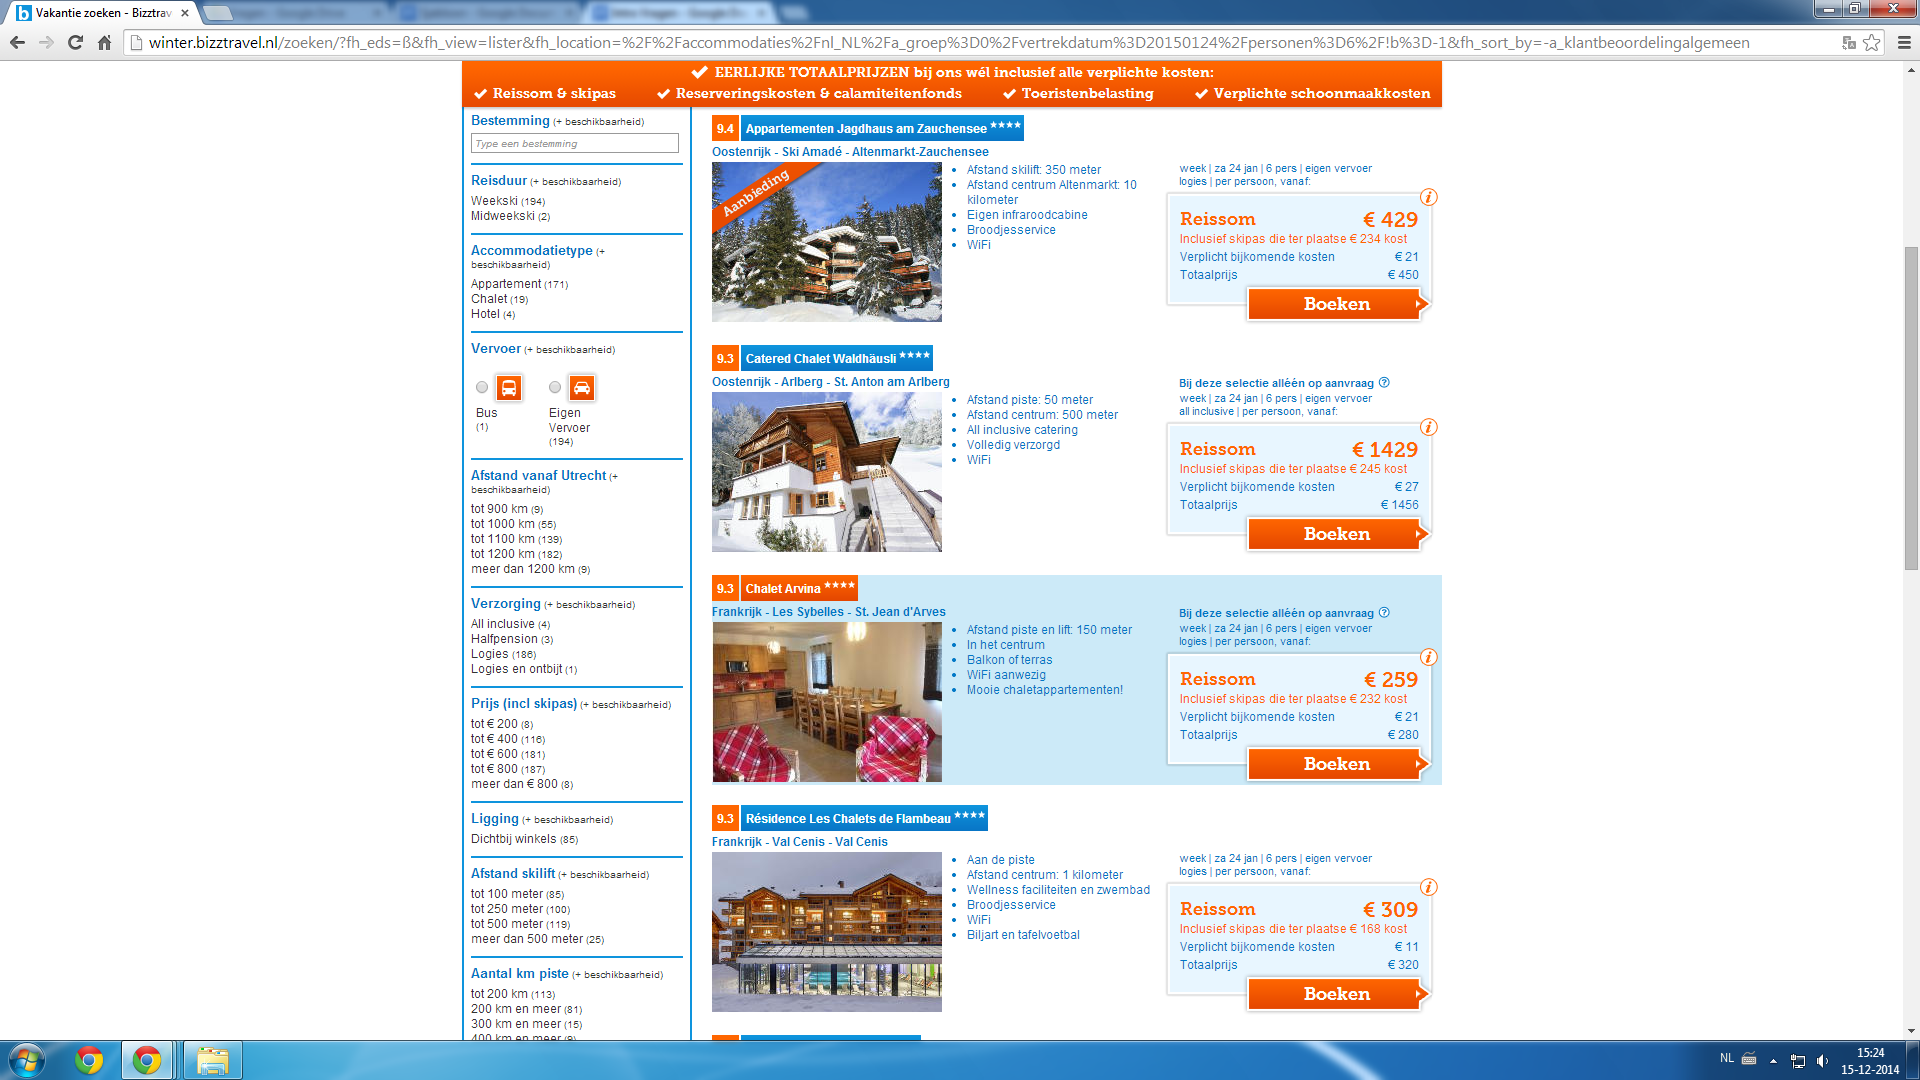 Vakantie zoeken - Bizztrav
winter.bizztravel.nl/zoeken/?fh_eds=ß&fh_view=lister&fh_location=%2F%2Faccommodaties%2Fnl_NL%2Fa_groep%3D0%2Fvertrekdatum%3D20150124%2Fpersonen%3D6%2F!b%3D-1&fh_sort_by=-a_klantbeoordelingalgemeen
EERLIJKE TOTAALPRIJZEN bij ons wél inclusief alle verplichte kosten:
Reissom & skipas Reserveringskosten & calamiteitenfonds Toeristenbelasting Verplichte schoonmaakkosten
Bestemming (+ beschikbaarheid)
Type een bestemming
Reisduur (+ beschikbaarheid)
Weekski (194)
Midweekski (2)
Accommodatietype (+
beschikbaarheid)
Appartement (171)
Chalet (19)
Hotel (4)
Vervoer (+ beschikbaarheid)
Bus
(1)
Eigen
Vervoer
(194)
Afstand vanaf Utrecht (+
beschikbaarheid)
tot 900 km (9)
tot 1000 km (55)
tot 1100 km (139)
tot 1200 km (182)
meer dan 1200 km (9)
Verzorging (+ beschikbaarheid)
All inclusive (4)
Halfpension (3)
Logies (186)
Logies en ontbijt (1)
Prijs (incl skipas) (+ beschikbaarheid)
tot € 200 (8)
tot € 400 (116)
tot € 600 (181)
tot € 800 (187)
meer dan € 800 (8)
Ligging (+ beschikbaarheid)
Dichtbij winkels (85)
Afstand skilift (+ beschikbaarheid)
tot 100 meter (85)
tot 250 meter (100)
tot 500 meter (119)
meer dan 500 meter (25)
Aantal km piste (+ beschikbaarheid)
tot 200 km (113)
200 km en meer (81)
300 km en meer (15)
400 km en meer (9)
9.4 Appartementen Jagdhaus am Zauchensee ****
Oostenrijk - Ski Amadé - Altenmarkt-Zauchensee
Aanbieding
Afstand skilift: 350 meter
Afstand centrum Altenmarkt: 10
kilometer
Eigen infraroodcabine
Broodjesservice
WiFi
week | za 24 jan | 6 pers | eigen vervoer
logies | per persoon, vanaf:
Reissom € 429
Inclusief skipas die ter plaatse € 234 kost
Verplicht bijkomende kosten € 21
Totaalprijs € 450
Boeken
9.3 Catered Chalet Waldhäusli ****
Oostenrijk - Arlberg - St. Anton am Arlberg
Afstand piste: 50 meter
Afstand centrum: 500 meter
All inclusive catering
Volledig verzorgd
WiFi
Bij deze selectie alléén op aanvraag ?
week | za 24 jan | 6 pers | eigen vervoer
all inclusive | per persoon, vanaf:
Reissom € 1429
Inclusief skipas die ter plaatse € 245 kost
Verplicht bijkomende kosten € 27
Totaalprijs € 1456
Boeken
9.3 Chalet Arvina ****
Frankrijk - Les Sybelles - St. Jean d'Arves
Afstand piste en lift: 150 meter
In het centrum
Balkon of terras
WiFi aanwezig
Mooie chaletappartementen!
Bij deze selectie alléén op aanvraag ?
week | za 24 jan | 6 pers | eigen vervoer
logies | per persoon, vanaf:
Reissom € 259
Inclusief skipas die ter plaatse € 232 kost
Verplicht bijkomende kosten € 21
Totaalprijs € 280
Boeken
9.3 Résidence Les Chalets de Flambeau ****
Frankrijk - Val Cenis - Val Cenis
Aan de piste
Afstand centrum: 1 kilometer
Wellness faciliteiten en zwembad
Broodjesservice
WiFi
Biljart en tafelvoetbal
week | za 24 jan | 6 pers | eigen vervoer
logies | per persoon, vanaf:
Reissom € 309
Inclusief skipas die ter plaatse € 168 kost
Verplicht bijkomende kosten € 11
Totaalprijs € 320
Boeken
NL
15:24
15-12-2014